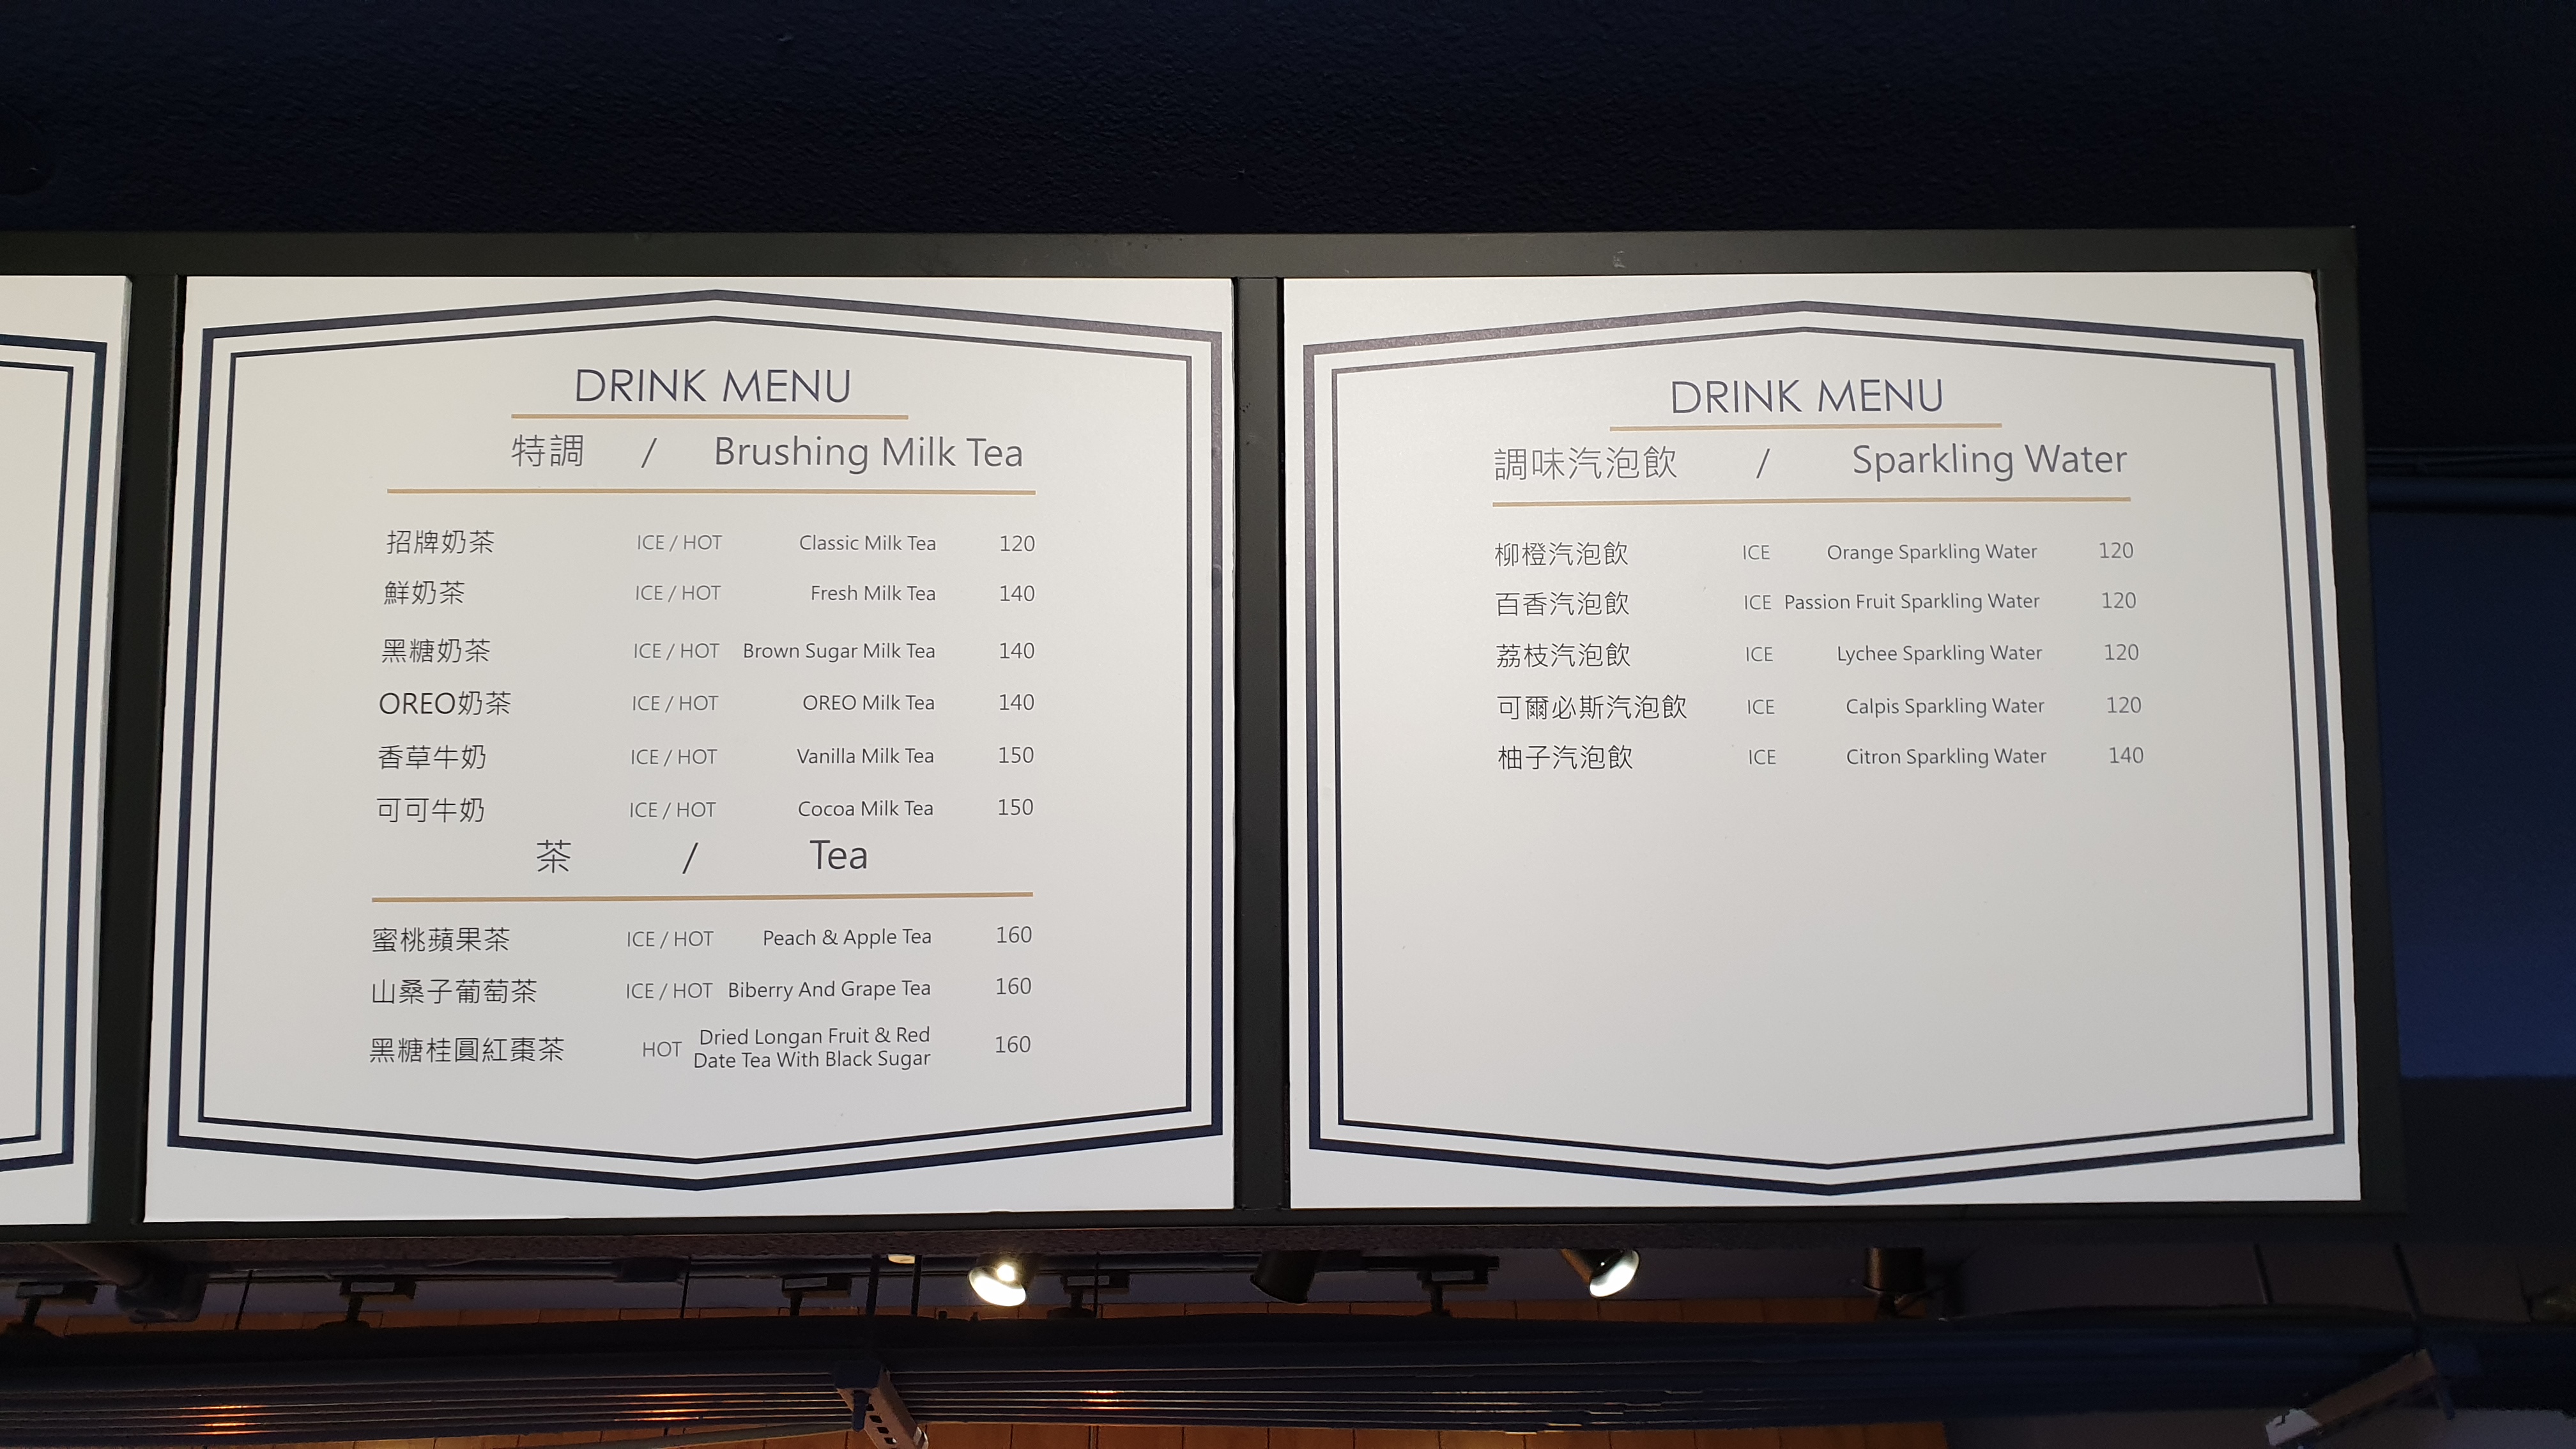 DRINK MENU
特調 / Brushing Milk Tea
招牌奶茶 ICE / HOT Classic Milk Tea 120
鮮奶茶 ICE / HOT Fresh Milk Tea 140
黑糖奶茶 ICE / HOT Brown Sugar Milk Tea 140
OREO奶茶 ICE / HOT OREO Milk Tea 140
香草牛奶 ICE / HOT Vanilla Milk Tea 150
可可牛奶 ICE / HOT Cocoa Milk Tea 150
茶 / Tea
蜜桃蘋果茶 ICE / HOT Peach & Apple Tea 160
山桑子葡萄茶 ICE / HOT Biberry And Grape Tea 160
黑糖桂圓紅棗茶 HOT Dried Longan Fruit & Red
Date Tea With Black Sugar 160
DRINK MENU
調味汽泡飲 / Sparkling Water
柳橙汽泡飲 ICE Orange Sparkling Water 120
百香汽泡飲 ICE Passion Fruit Sparkling Water 120
荔枝汽泡飲 ICE Lychee Sparkling Water 120
可爾必斯汽泡飲 ICE Calpis Sparkling Water 120
柚子汽泡飲 ICE Citron Sparkling Water 140